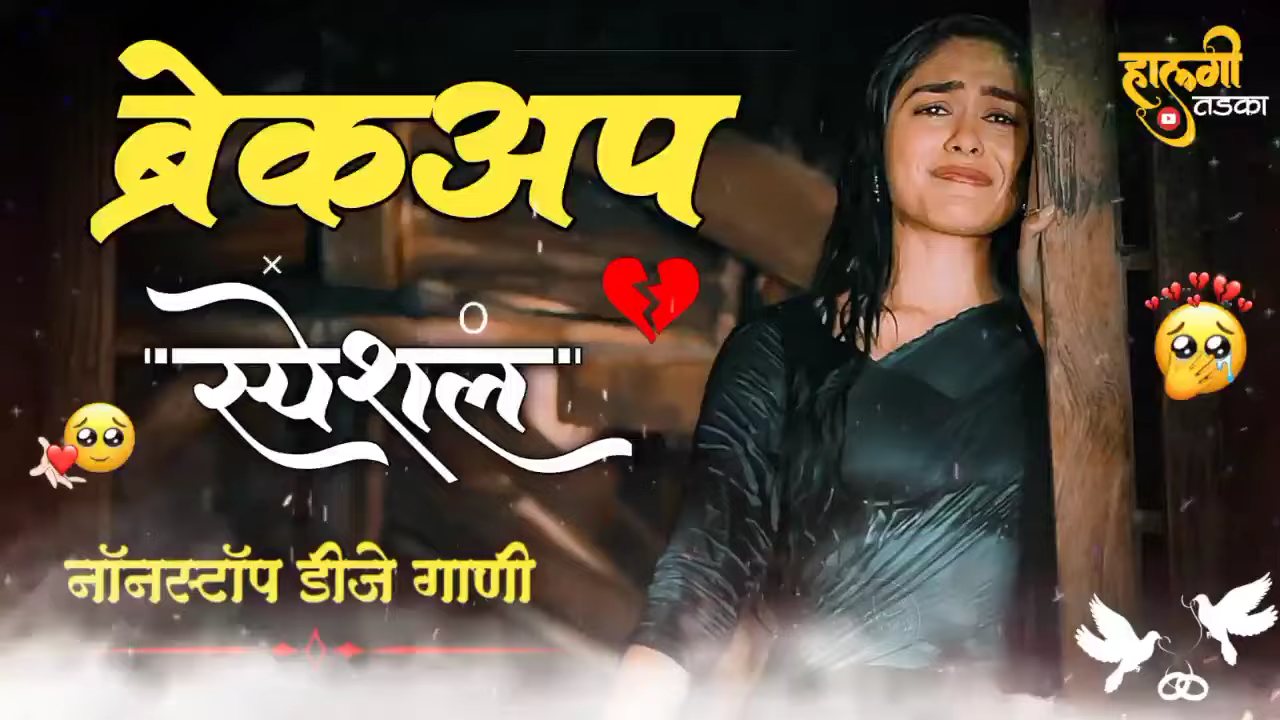 ब्रेकअप
स्पेशल
नॉनस्टॉप डीजे गाणी
हालगी
तडका